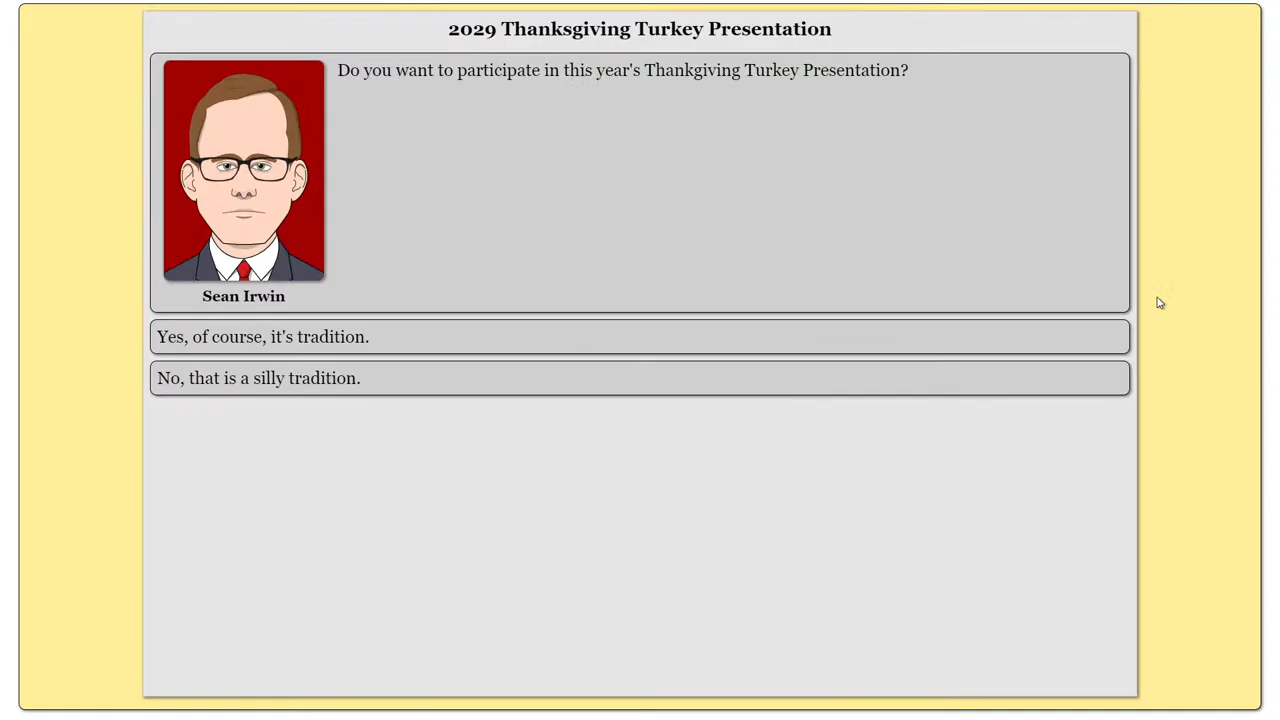 2029 Thanksgiving Turkey Presentation
Do you want to participate in this year's Thankgiving Turkey Presentation?
Sean Irwin
Yes, of course, it's tradition.
No, that is a silly tradition.